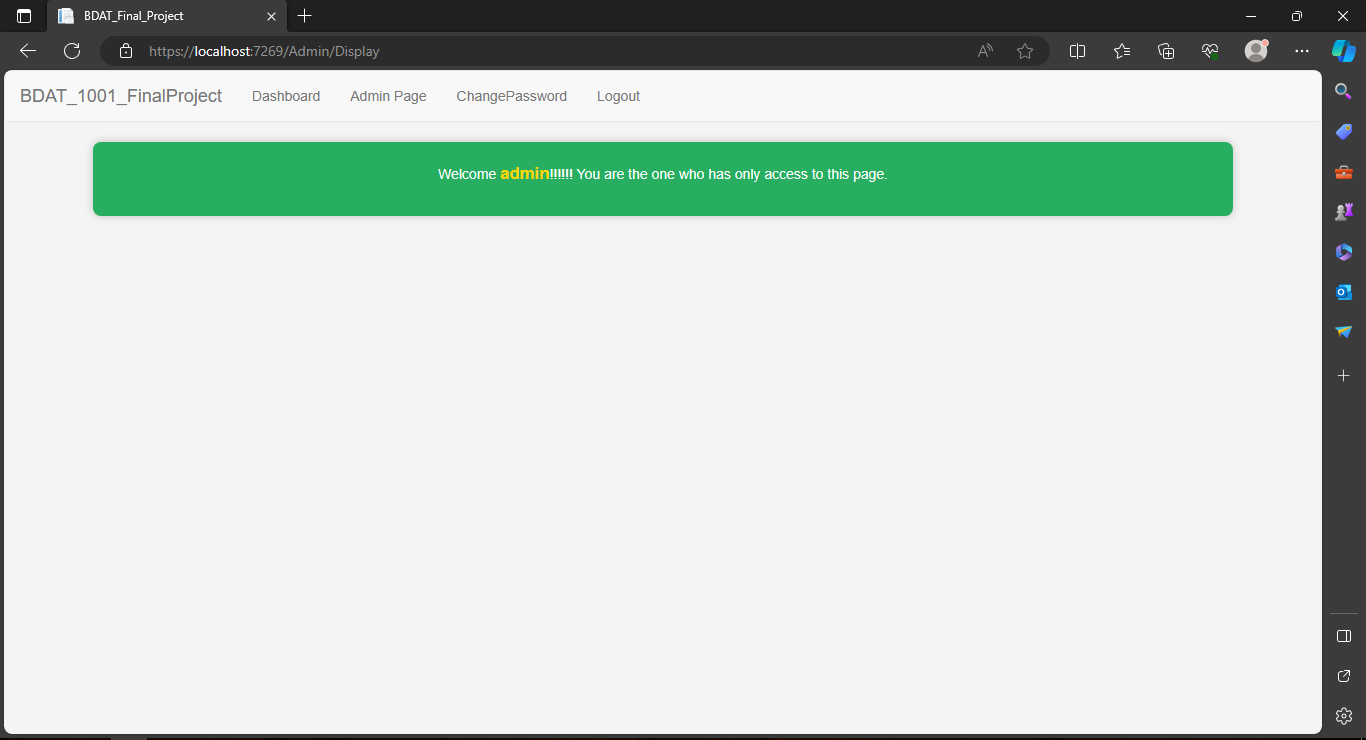 BDAT_Final_Project
https://localhost:7269/Admin/Display
BDAT_1001_FinalProject Dashboard Admin Page ChangePassword Logout
Welcome admin!!!!!! You are the one who has only access to this page.